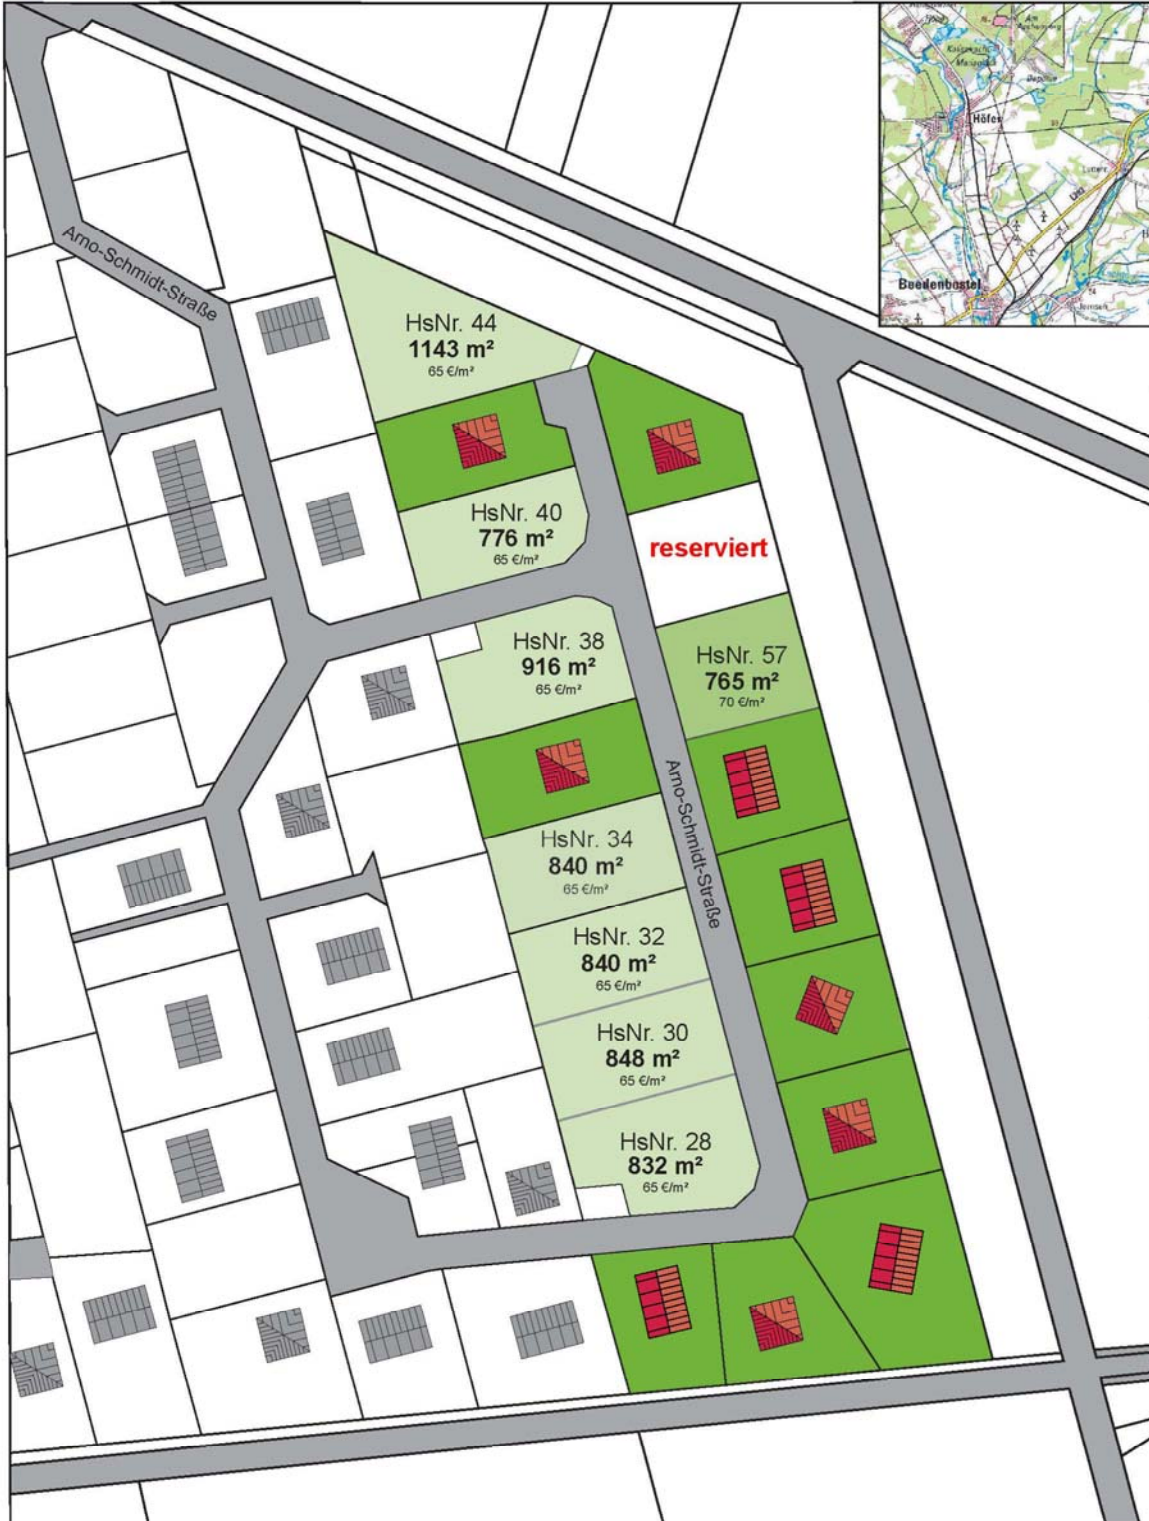 Höfer
Beedenbostel
Arno-Schmidt-Straße
HsNr. 44
1143 m²
65 €/m²
HsNr. 40
776 m²
65 €/m²
reserviert
HsNr. 38
916 m²
65 €/m²
HsNr. 57
765 m²
70 €/m²
Arno-Schmidt-Straße
HsNr. 34
840 m²
65 €/m²
HsNr. 32
840 m²
65 €/m²
HsNr. 30
848 m²
65 €/m²
HsNr. 28
832 m²
65 €/m²